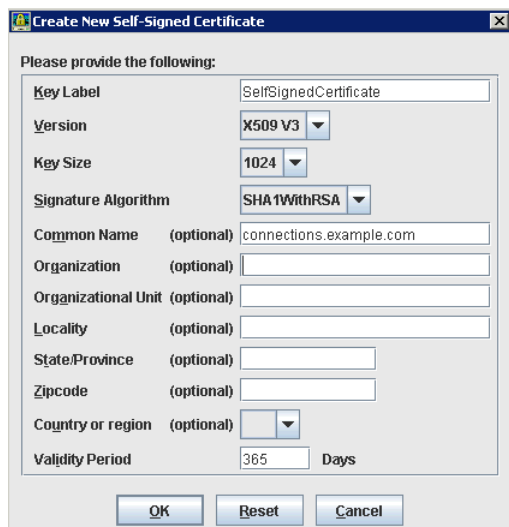 Create New Self-Signed Certificate
Please provide the following:
Key Label SelfSignedCertificate
Version X509 V3
Key Size 1024
Signature Algorithm SHA1WithRSA
Common Name (optional) connections.example.com
Organization (optional)
Organizational Unit (optional)
Locality (optional)
State/Province (optional)
Zipcode (optional)
Country or region (optional)
Validity Period 365 Days
OK Reset Cancel